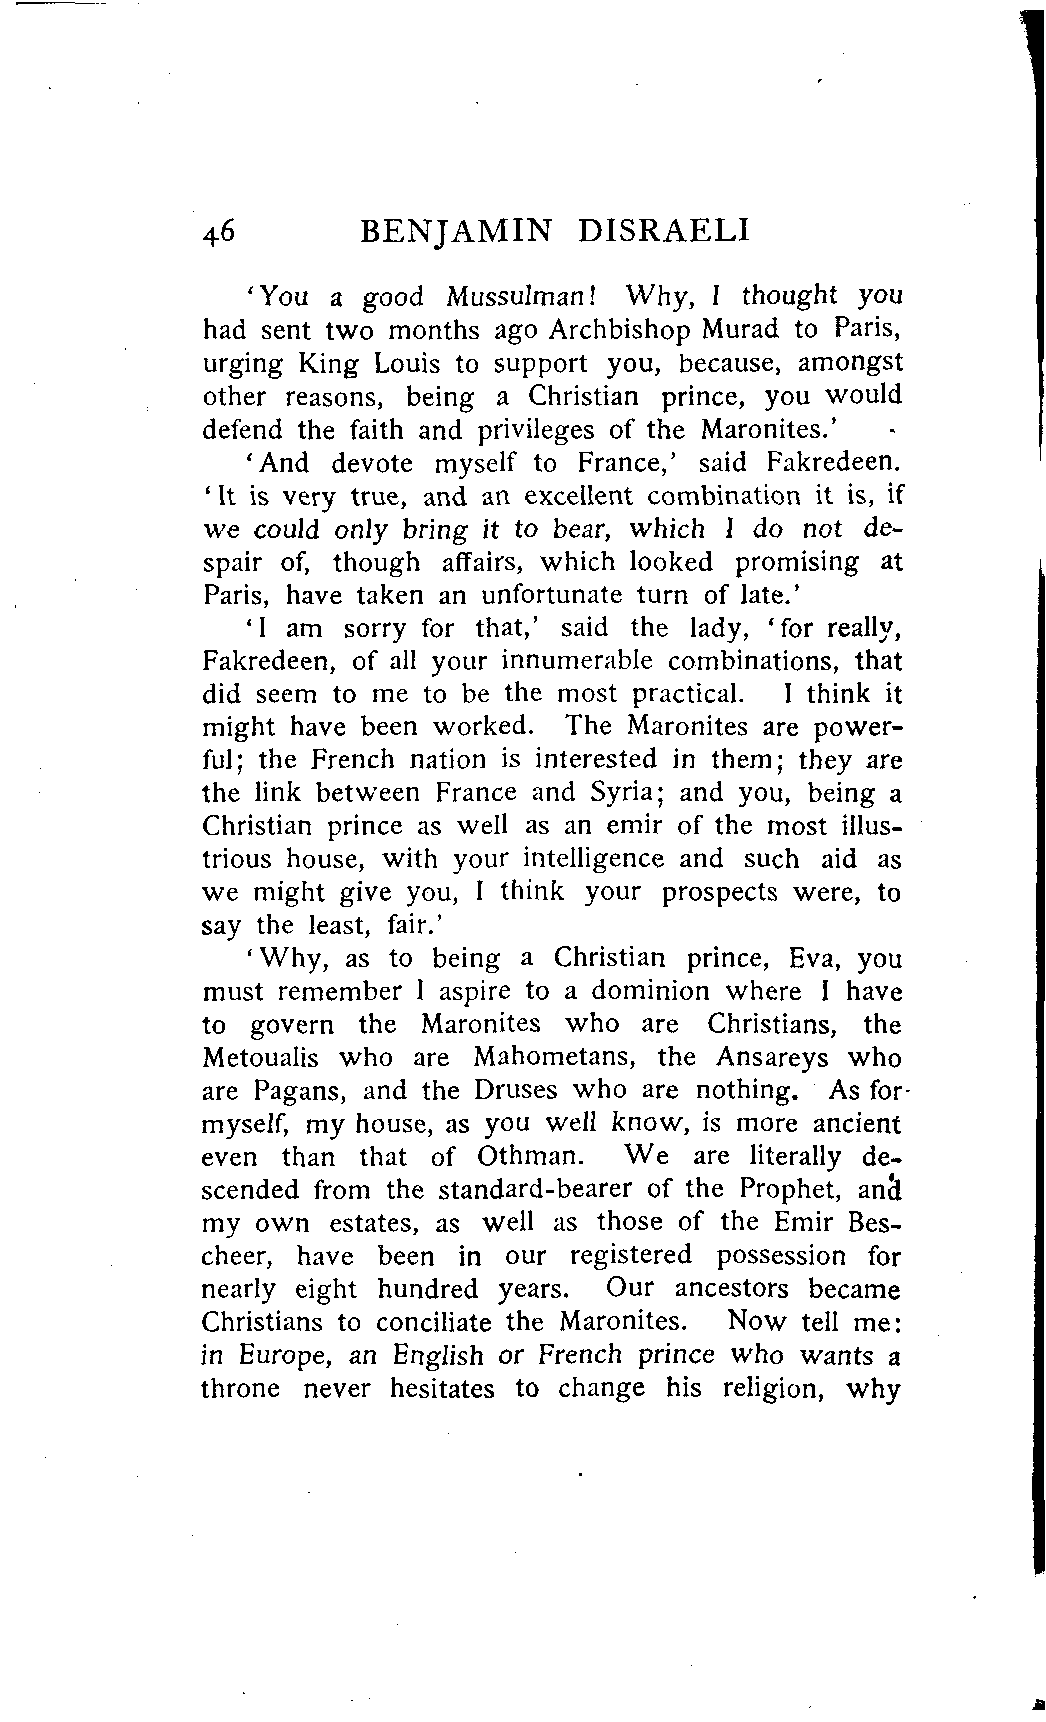 46 BENJAMIN DISRAELI
'You a good Mussulman! Why, I thought you
had sent two months ago Archbishop Murad to Paris,
urging King Louis to support you, because, amongst
other reasons, being a Christian prince, you would
defend the faith and privileges of the Maronites.'
'And devote myself to France,' said Fakredeen.
'It is very true, and an excellent combination it is, if
we could only bring it to bear, which I do not de-
spair of, though affairs, which looked promising at
Paris, have taken an unfortunate turn of late.'
'I am sorry for that,' said the lady, 'for really,
Fakredeen, of all your innumerable combinations, that
did seem to me to be the most practical. I think it
might have been worked. The Maronites are power-
ful; the French nation is interested in them; they are
the link between France and Syria; and you, being a
Christian prince as well as an emir of the most illus-
trious house, with your intelligence and such aid as
we might give you, I think your prospects were, to
say the least, fair.'
'Why, as to being a Christian prince, Eva, you
must remember I aspire to a dominion where I have
to govern the Maronites who are Christians, the
Metoualis who are Mahometans, the Ansareys who
are Pagans, and the Druses who are nothing. As for
myself, my house, as you well know, is more ancient
even than that of Othman. We are literally de-
scended from the standard-bearer of the Prophet, and
my own estates, as well as those of the Emir Bes-
cheer, have been in our registered possession for
nearly eight hundred years. Our ancestors became
Christians to conciliate the Maronites. Now tell me:
in Europe, an English or French prince who wants a
throne never hesitates to change his religion, why